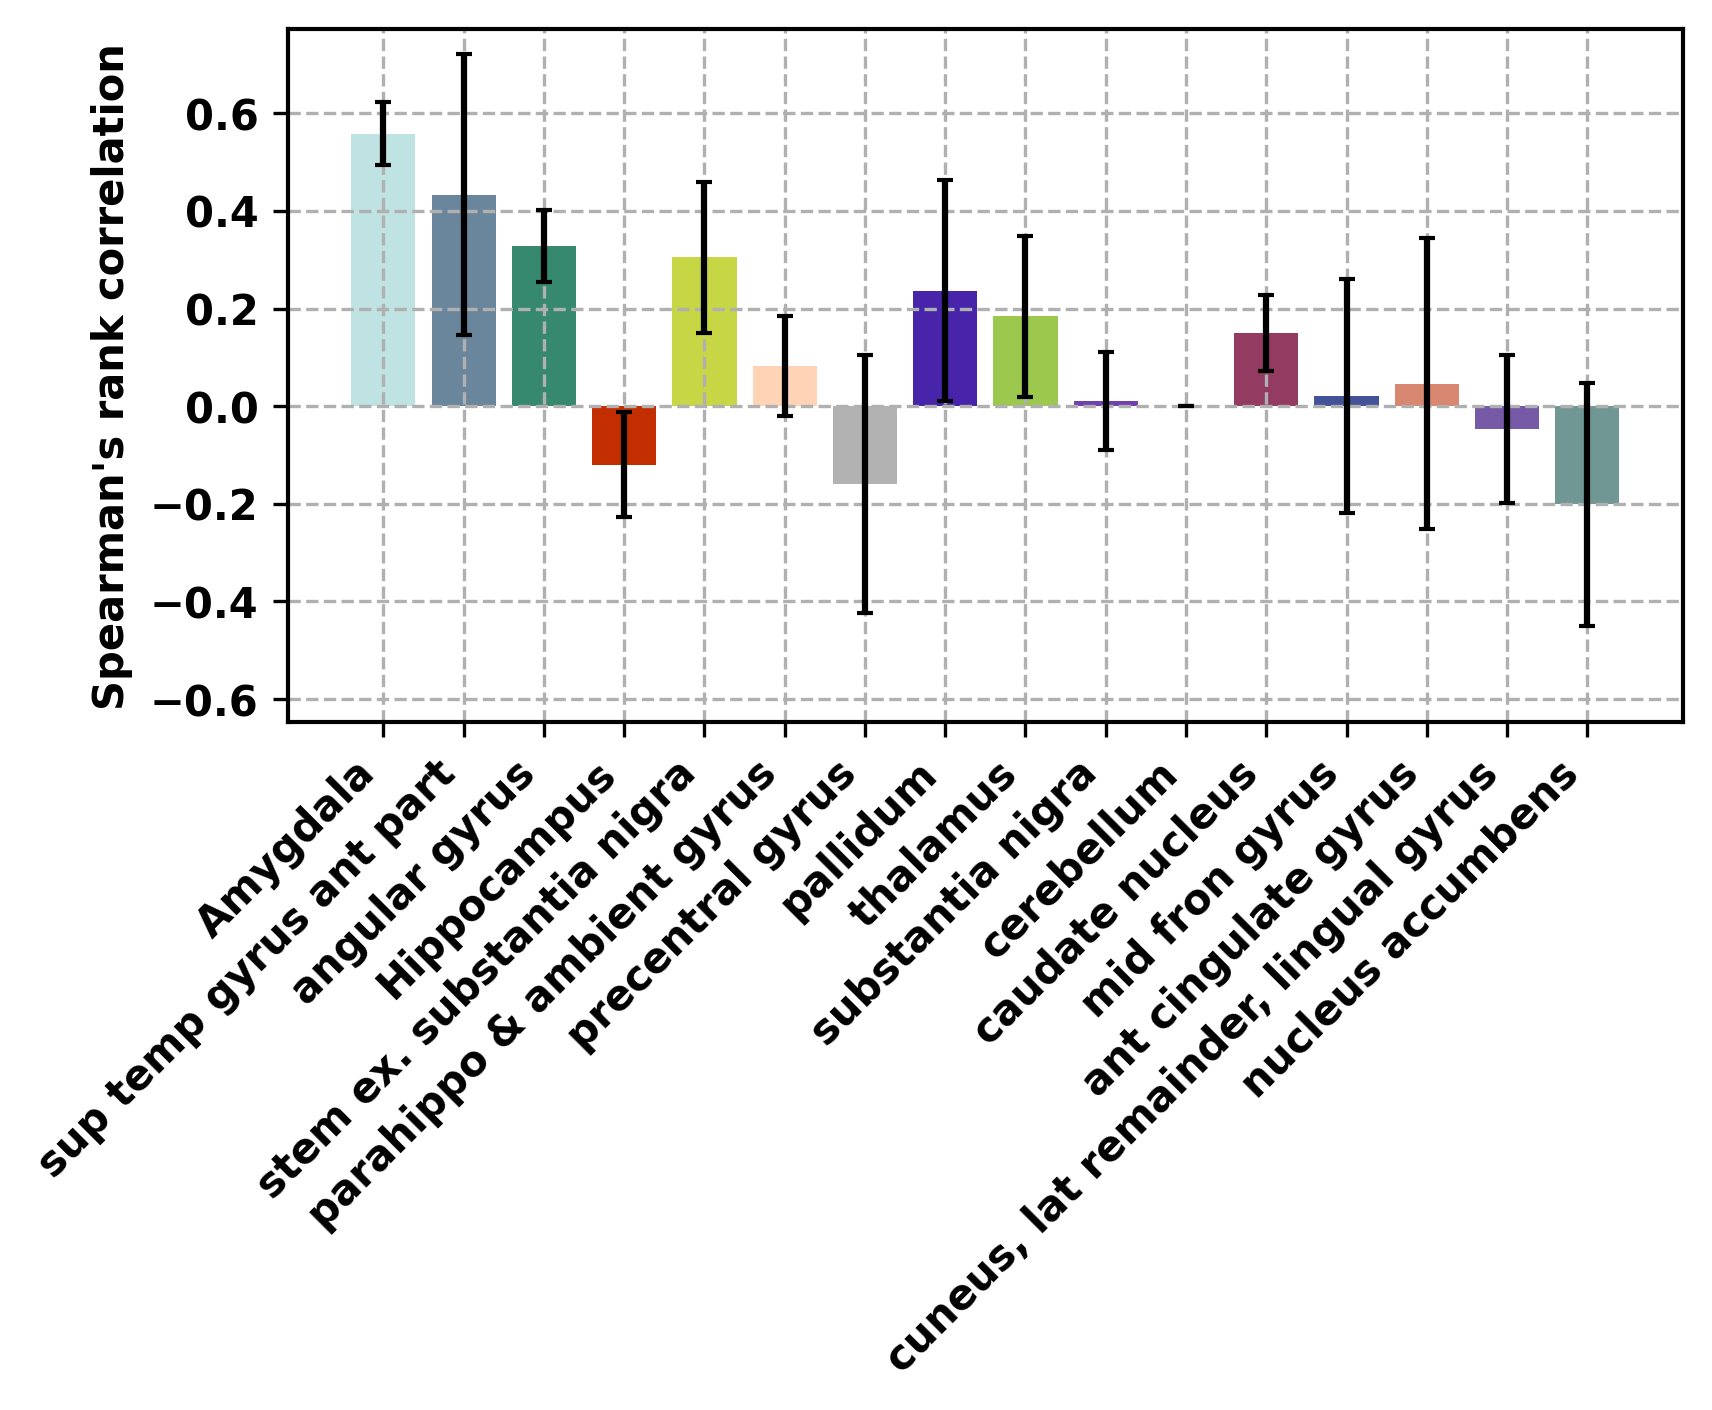 Spearman's rank correlation
0.6
0.4
0.2
0.0
−0.2
−0.4
−0.6
Amygdala
sup temp gyrus ant part
angular gyrus
Hippocampus
stem ex. substantia nigra
parahippo & ambient gyrus
precentral gyrus
pallidum
thalamus
substantia nigra
cerebellum
caudate nucleus
mid fron gyrus
ant cingulate gyrus
cuneus, lat remainder, lingual gyrus
nucleus accumbens